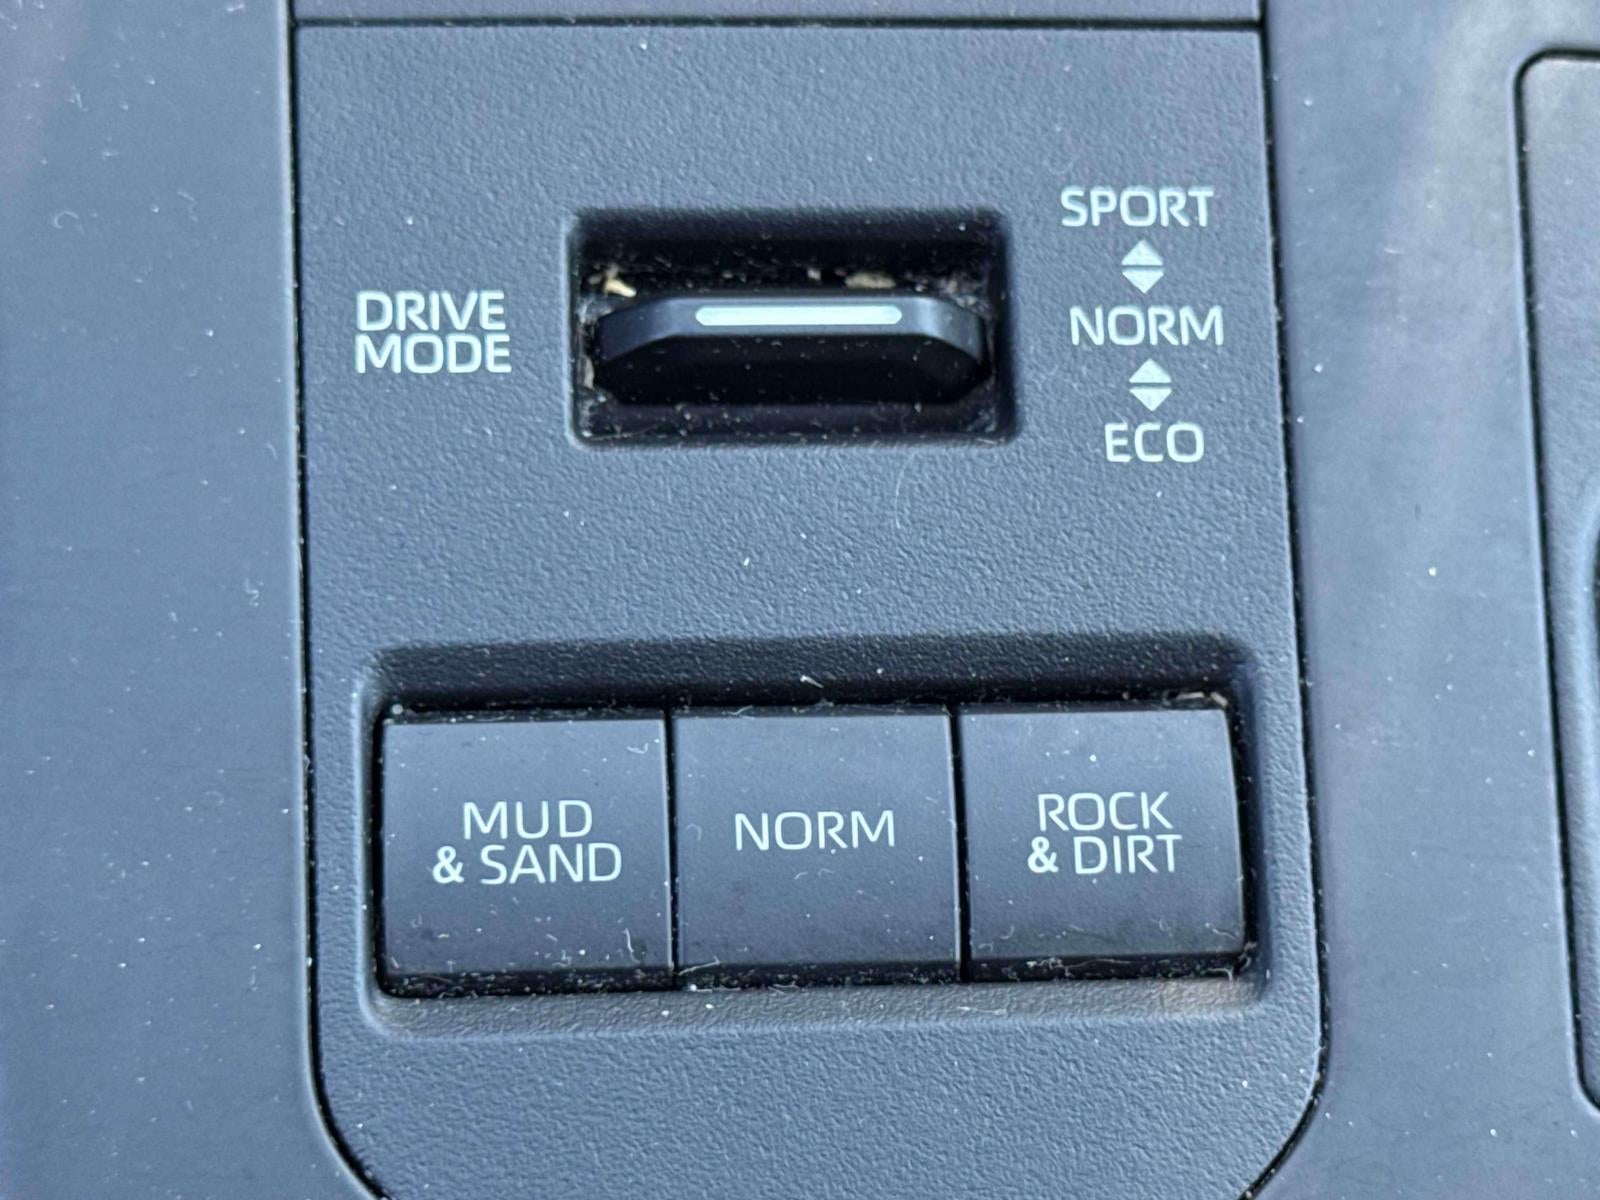 SPORT
DRIVE
MODE
NORM
ECO
MUD
& SAND
NORM
ROCK
& DIRT